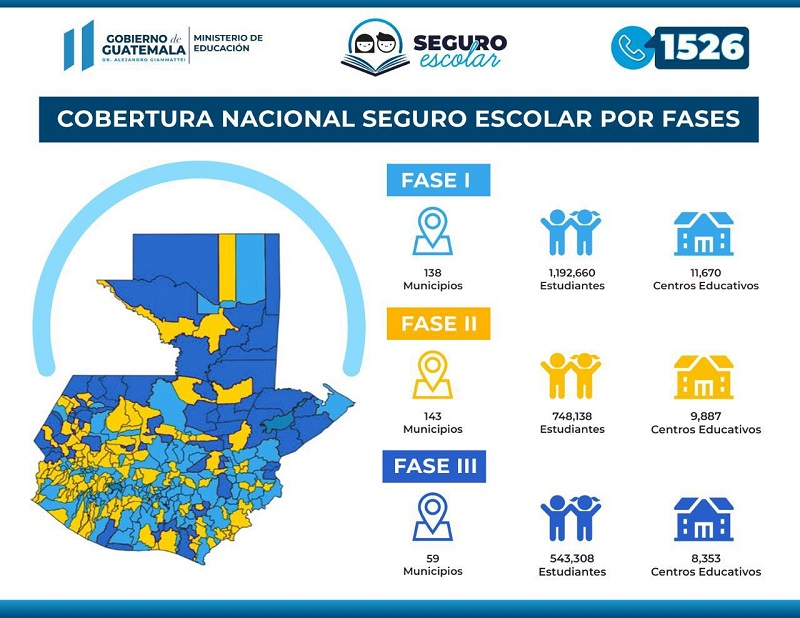 GOBIERNO de
GUATEMALA
DR. ALEJANDRO GIAMMATTEI
MINISTERIO DE
EDUCACIÓN
SEGURO
escolar
1526
COBERTURA NACIONAL SEGURO ESCOLAR POR FASES
FASE I
138
Municipios
1,192,660
Estudiantes
11,670
Centros Educativos
FASE II
143
Municipios
748,138
Estudiantes
9,887
Centros Educativos
FASE III
59
Municipios
543,308
Estudiantes
8,353
Centros Educativos